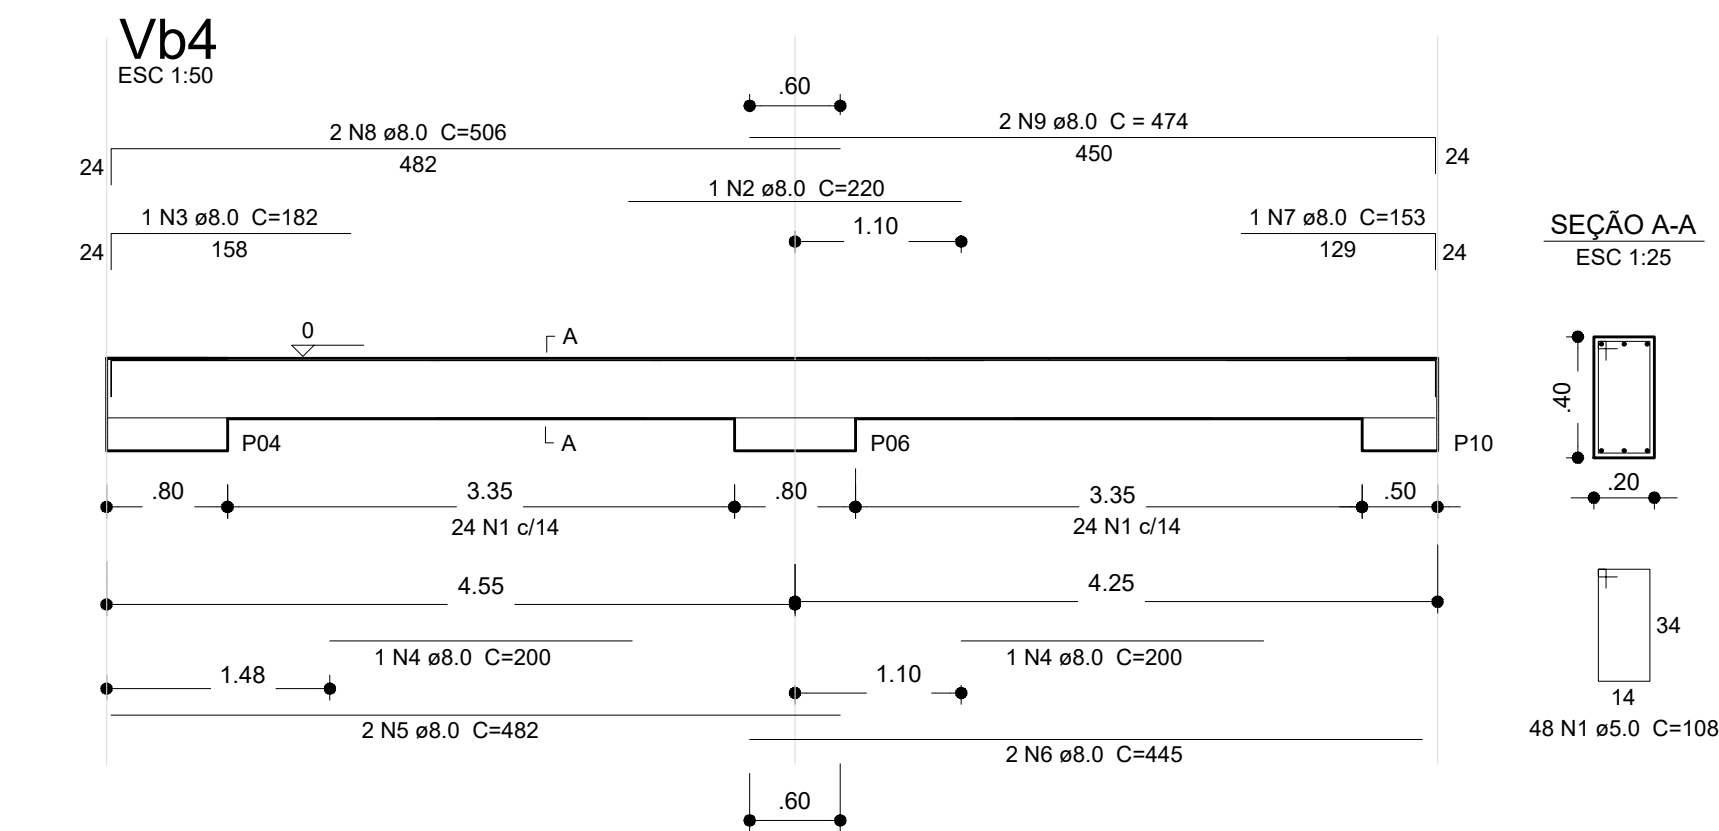 Vb4
ESC 1:50
.60
2 N8 ø8.0 C=506
482
24
2 N9 ø8.0 C = 474
450
24
1 N2 ø8.0 C=220
1.10
1 N3 ø8.0 C=182
158
24
1 N7 ø8.0 C=153
129
24
SEÇÃO A-A
ESC 1:25
0
A
A
P04
P06
P10
.40
.20
.80
3.35
.80
3.35
.50
24 N1 c/14
24 N1 c/14
4.55
4.25
34
14
48 N1 ø5.0 C=108
1 N4 ø8.0 C=200
1 N4 ø8.0 C=200
1.48
1.10
2 N5 ø8.0 C=482
2 N6 ø8.0 C=445
.60